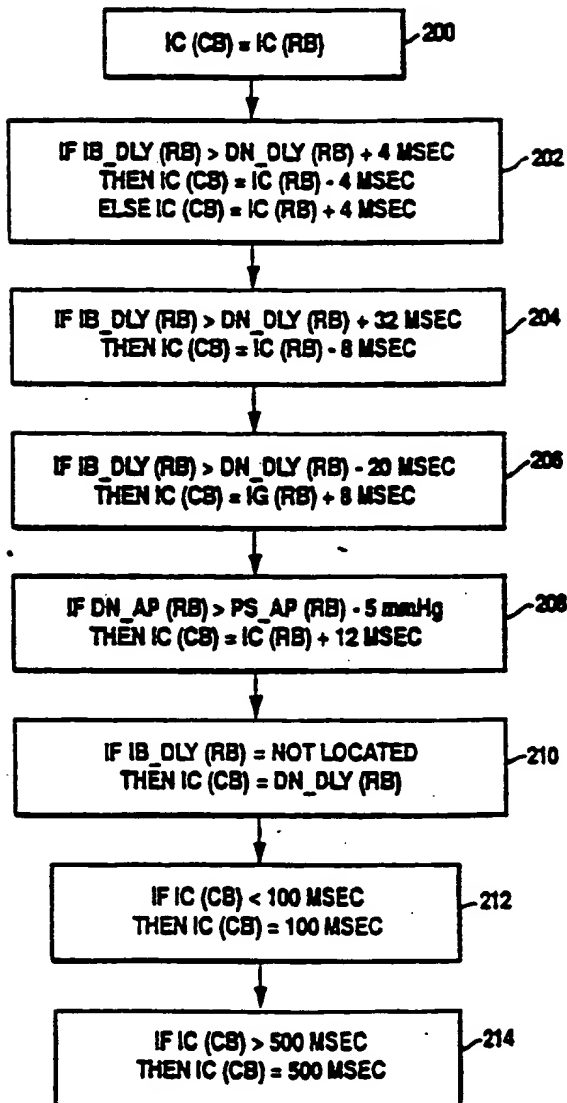 IC (CB) = IC (RB)
200
IF IB_DLY (RB) > DN_DLY (RB) + 4 MSEC
THEN IC (CB) = IC (RB) - 4 MSEC
ELSE IC (CB) = IC (RB) + 4 MSEC
202
IF IB_DLY (RB) > DN_DLY (RB) + 32 MSEC
THEN IC (CB) = IC (RB) - 8 MSEC
204
IF IB_DLY (RB) > DN_DLY (RB) - 20 MSEC
THEN IC (CB) = IG (RB) + 8 MSEC
206
IF DN_AP (RB) > PS_AP (RB) - 5 mmHg
THEN IC (CB) = IC (RB) + 12 MSEC
208
IF IB_DLY (RB) = NOT LOCATED
THEN IC (CB) = DN_DLY (RB)
210
IF IC (CB) < 100 MSEC
THEN IC (CB) = 100 MSEC
212
IF IC (CB) > 500 MSEC
THEN IC (CB) = 500 MSEC
214